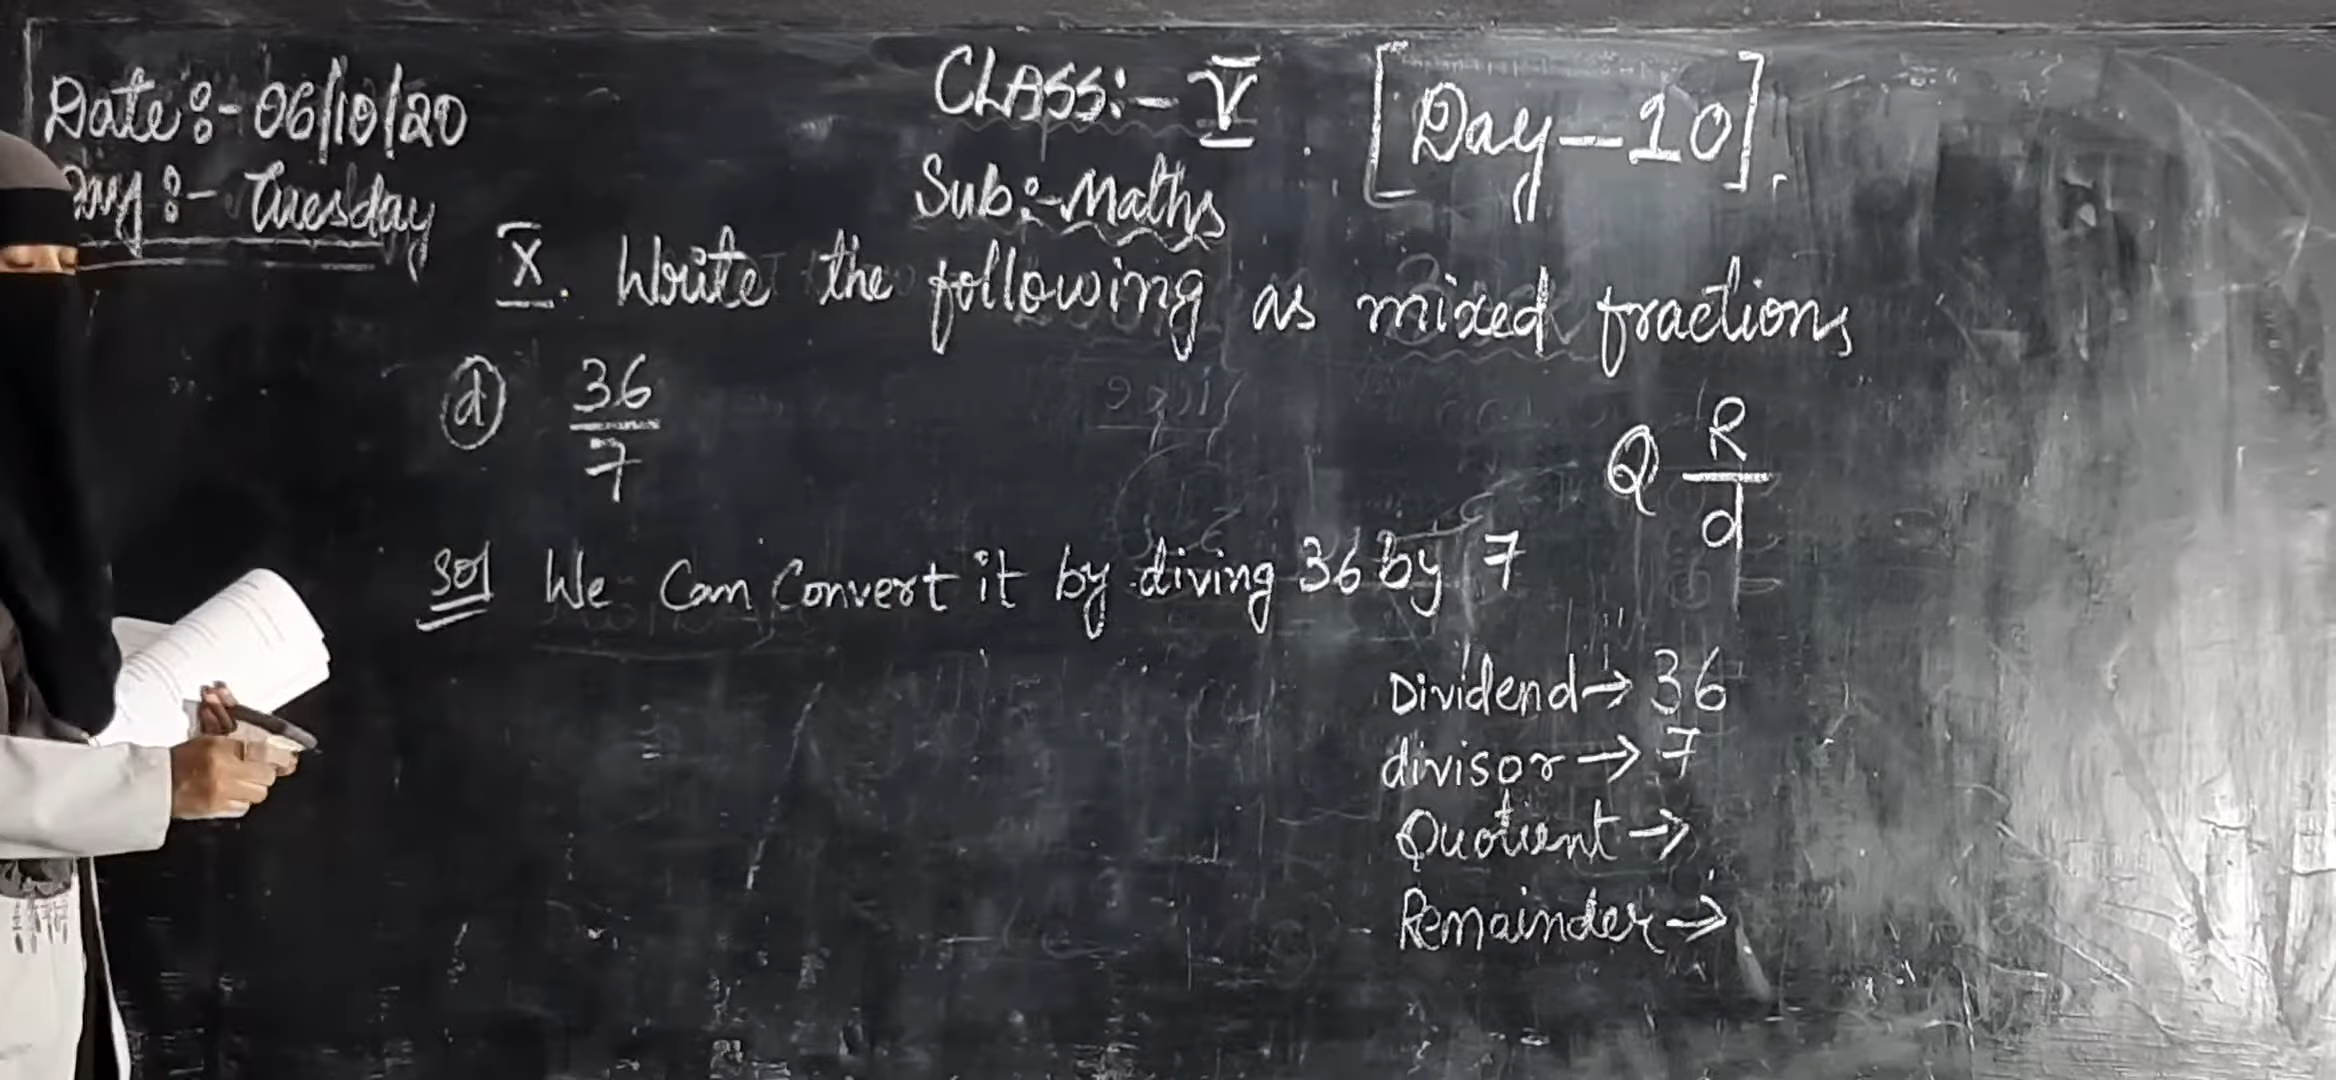 Date:- 06/10/20
Day:- Tuesday
CLASS:- V
[Day-10].
Sub:- Maths
X. Write the following as mixed fractions
(d) 36/7
Q R/d
Sol We Can Convert it by diving 36 by 7
Dividend → 36
divisor → 7
Quotient →
Remainder →